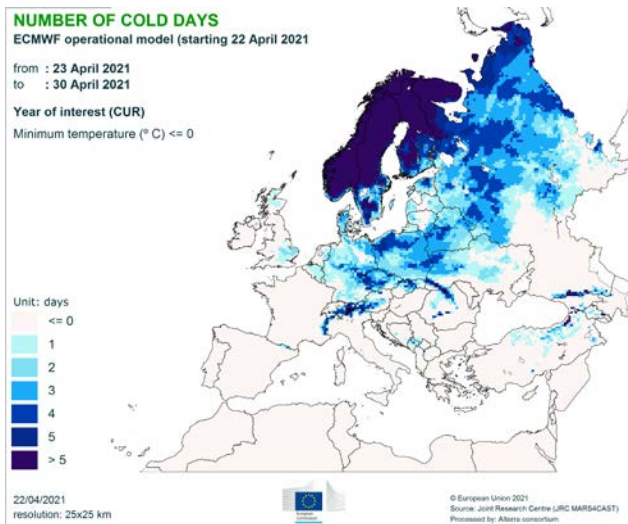 NUMBER OF COLD DAYS
ECMWF operational model (starting 22 April 2021
from : 23 April 2021
to : 30 April 2021
Year of interest (CUR)
Minimum temperature (º C) <= 0
Unit: days
<= 0
1
2
3
4
5
> 5
22/04/2021
resolution: 25x25 km
European
Commission
© European Union 2021
Source: Joint Research Centre (JRC MARS4CAST)
Processed by: Alterra consortium